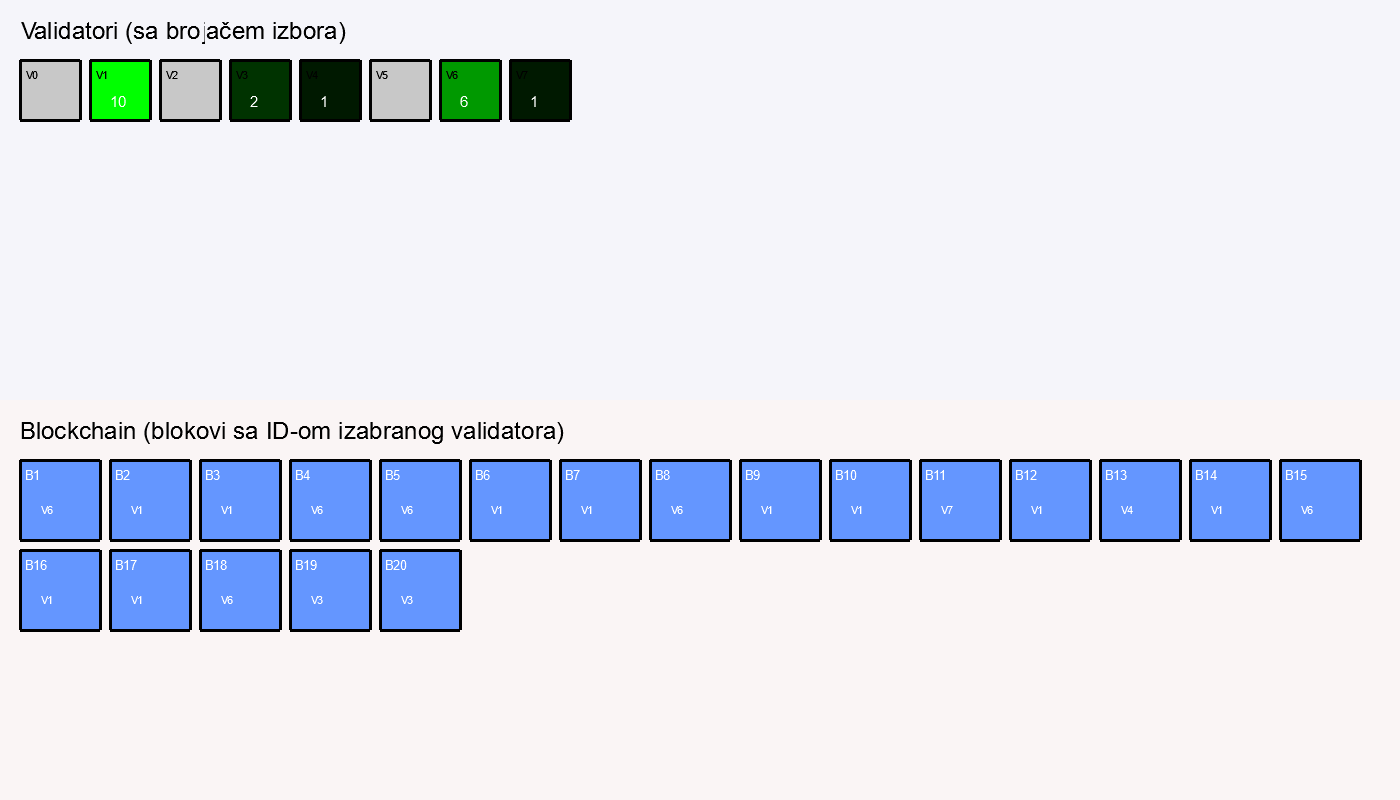 Validatori (sa brojačem izbora)
V0 V1 V2 V3 V4 V5 V6 V7
10 2 1 6 1
Blockchain (blokovi sa ID-om izabranog validatora)
B1 B2 B3 B4 B5 B6 B7 B8 B9 B10 B11 B12 B13 B14 B15
V6 V1 V1 V6 V6 V1 V1 V6 V1 V1 V7 V1 V4 V1 V6
B16 B17 B18 B19 B20
V1 V1 V6 V3 V3